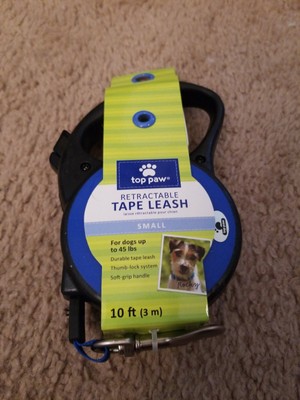 top paw®
RETRACTABLE
TAPE LEASH
SMALL
For dogs up
to 45 lbs
Durable tape leash
Thumb-lock system
Soft-grip handle
10 ft (3 m)